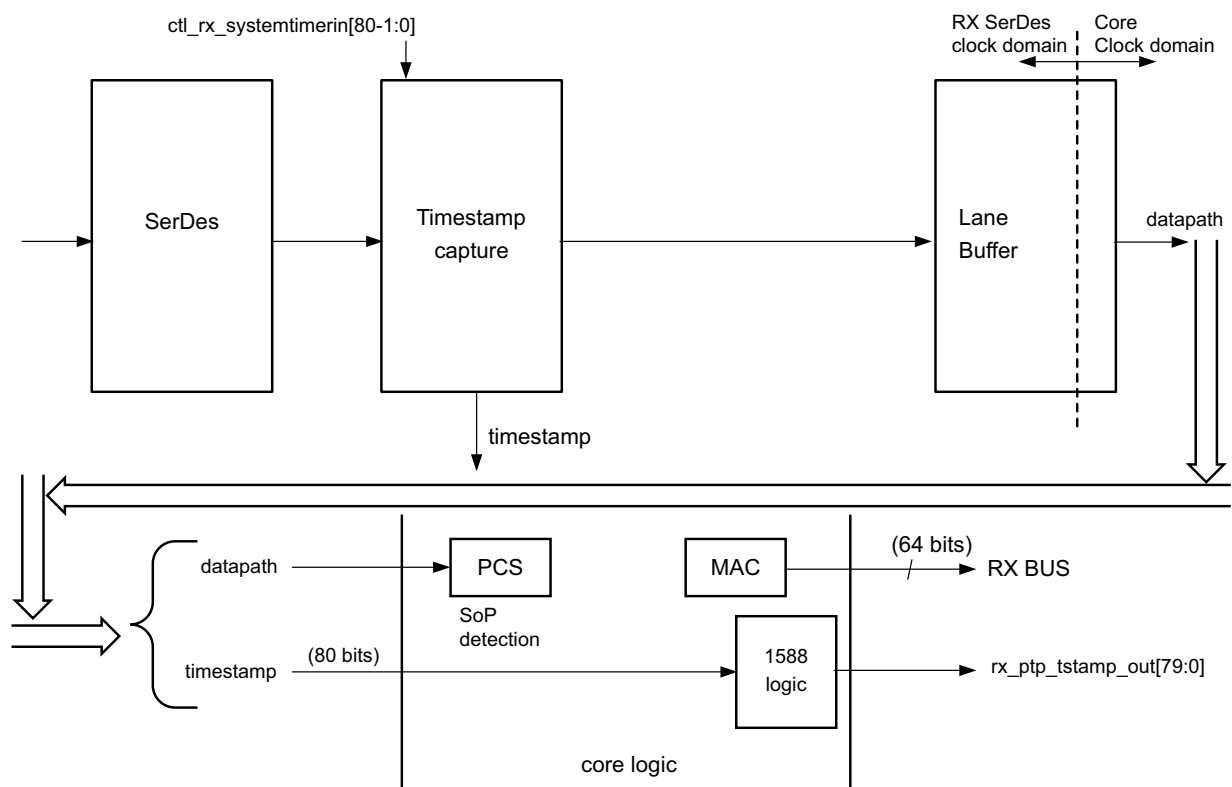 ctl_rx_systemtimerin[80-1:0]
RX SerDes
clock domain
Core
Clock domain
SerDes
Timestamp
capture
Lane
Buffer
datapath
timestamp
datapath
PCS
SoP
detection
MAC
(64 bits)
RX BUS
timestamp
(80 bits)
1588
logic
rx_ptp_tstamp_out[79:0]
core logic